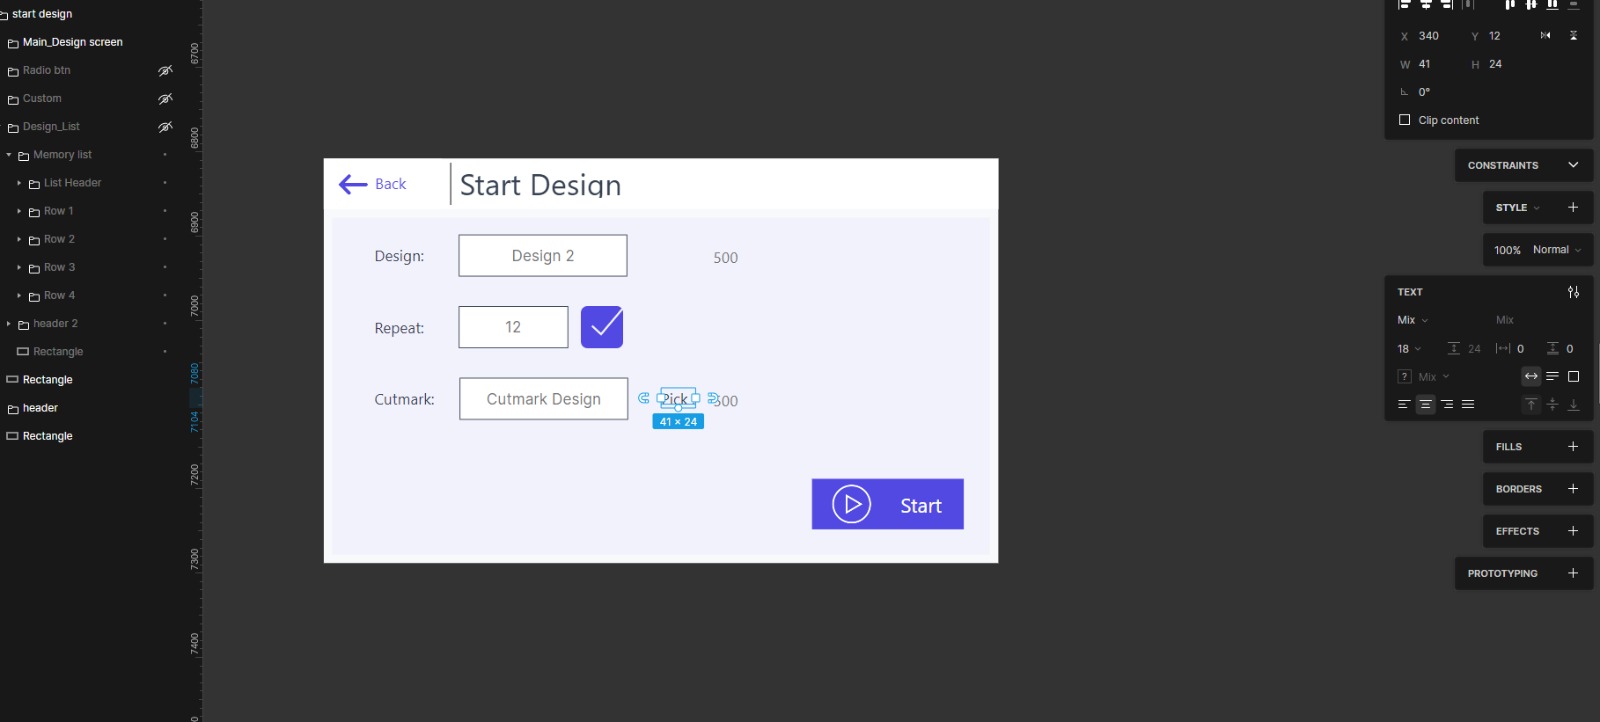 start design
Main_Design screen
Radio btn
Custom
Design_List
Memory list
List Header
Row 1
Row 2
Row 3
Row 4
header 2
Rectangle
Rectangle
header
Rectangle
6700
6800
6900
7000
7080
7104
7200
7300
7400
Back
Start Design
Design:
Design 2
500
Repeat:
12
Cutmark:
Cutmark Design
Pick
500
41 × 24
Start
X 340 Y 12
W 41 H 24
0°
Clip content
CONSTRAINTS
STYLE
100% Normal
TEXT
Mix Mix
18 24 0 0
? Mix
FILLS
BORDERS
EFFECTS
PROTOTYPING